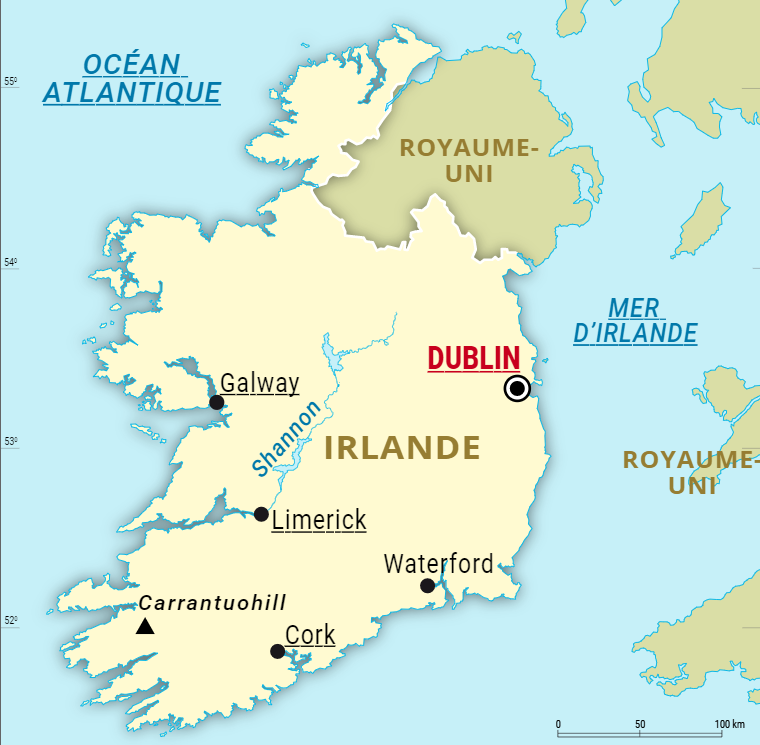 OCÉAN
ATLANTIQUE
55°
ROYAUME-
UNI
54°
MER
D'IRLANDE
DUBLIN
Galway
Shannon
53°
IRLANDE
ROYAUME-
UNI
Limerick
Waterford
Carrantuohill
52°
Cork
0 50 100 km